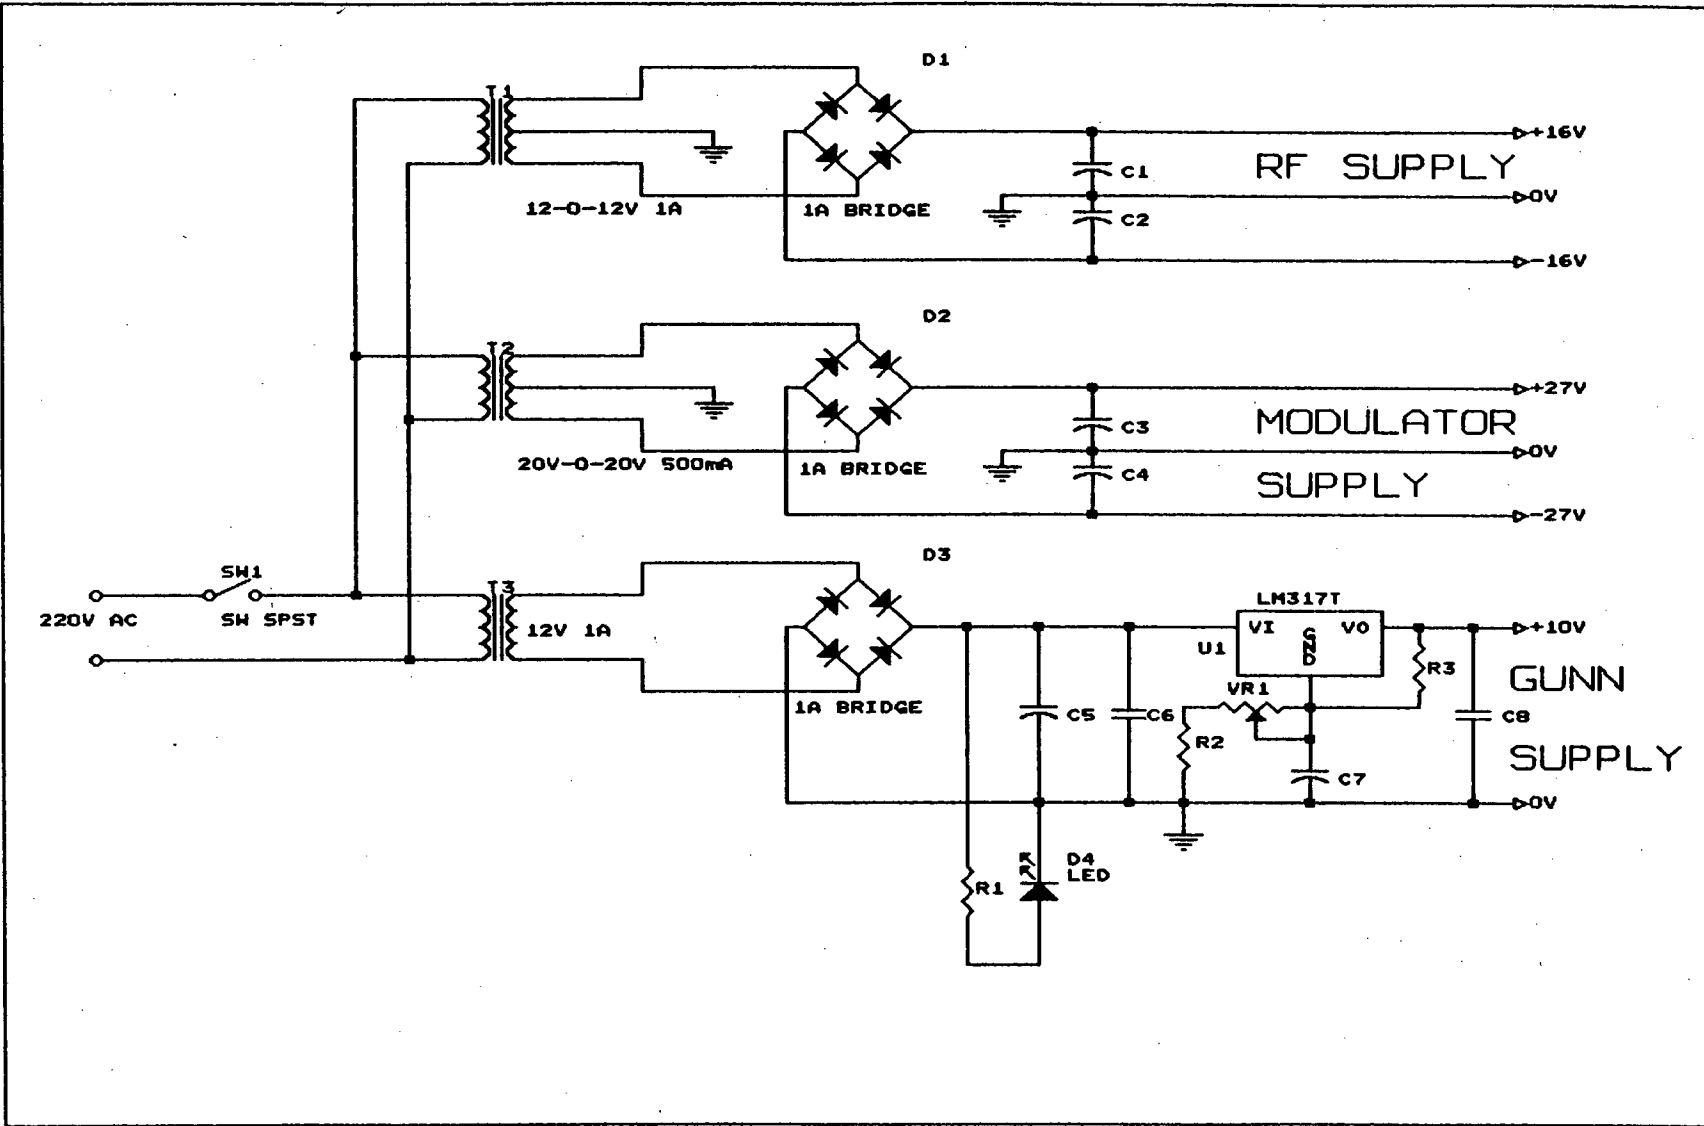 D1
T1
+16V
RF SUPPLY
C1
0V
12-0-12V 1A
1A BRIDGE
C2
-16V
D2
T2
+27V
MODULATOR
C3
0V
20V-0-20V 500mA
1A BRIDGE
C4
SUPPLY
-27V
D3
SW1
T3
LM317T
220V AC
SW SPST
12V 1A
VI
GND
VO
+10V
U1
R3
GUNN
VR1
1A BRIDGE
C5
C6
C8
R2
SUPPLY
C7
0V
D4
LED
R1